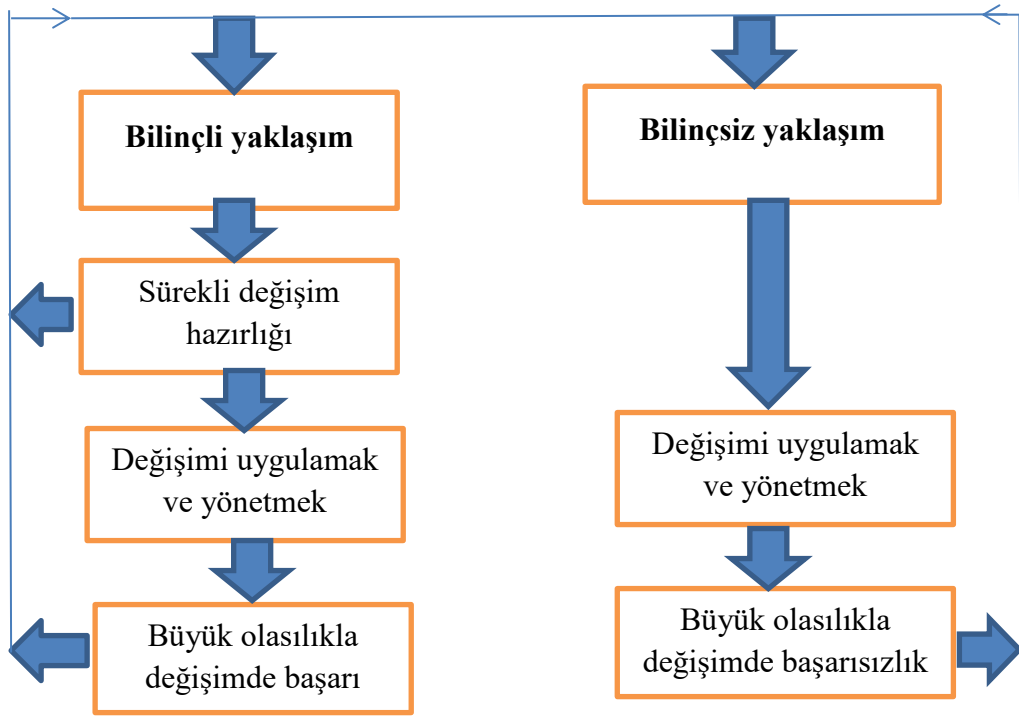 Bilinçli yaklaşım
Sürekli değişim
hazırlığı
Değişimi uygulamak
ve yönetmek
Büyük olasılıkla
değişimde başarı
Bilinçsiz yaklaşım
Değişimi uygulamak
ve yönetmek
Büyük olasılıkla
değişimde başarısızlık